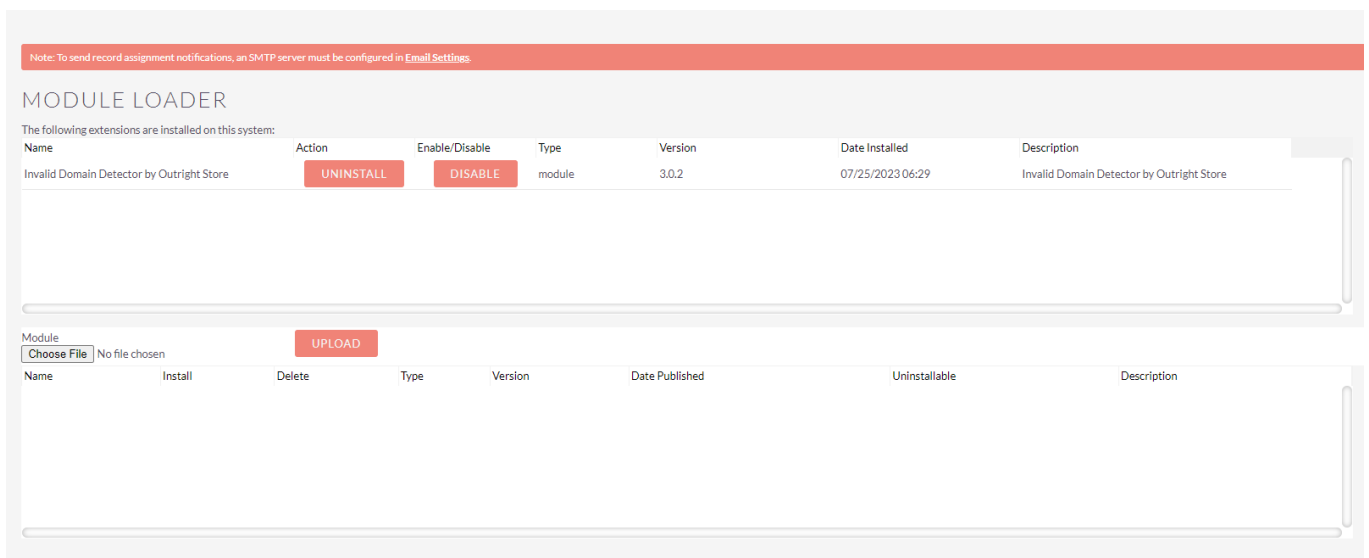 Note: To send record assignment notifications, an SMTP server must be configured in Email Settings.
MODULE LOADER
The following extensions are installed on this system:
Name Action Enable/Disable Type Version Date Installed Description
Invalid Domain Detector by Outright Store UNINSTALL DISABLE module 3.0.2 07/25/2023 06:29 Invalid Domain Detector by Outright Store
Module
UPLOAD
Choose File No file chosen
Name Install Delete Type Version Date Published Uninstallable Description